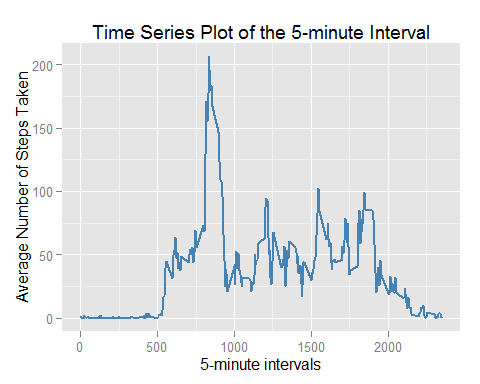 Time Series Plot of the 5-minute Interval
Average Number of Steps Taken
200
150
100
50
0
0 500 1000 1500 2000
5-minute intervals